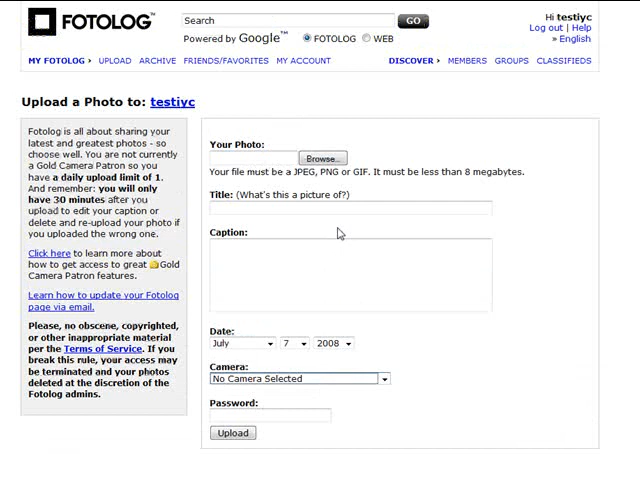 FOTOLOG™
Search
GO
Hi testiyc
Log out | Help
» English
Powered by Google™
FOTOLOG
WEB
MY FOTOLOG › UPLOAD ARCHIVE FRIENDS/FAVORITES MY ACCOUNT
DISCOVER › MEMBERS GROUPS CLASSIFIEDS
Upload a Photo to: testiyc
Fotolog is all about sharing your
latest and greatest photos - so
choose well. You are not currently
a Gold Camera Patron so you
have a daily upload limit of 1.
And remember: you will only
have 30 minutes after you
upload to edit your caption or
delete and re-upload your photo if
you uploaded the wrong one.
Click here to learn more about
how to get access to great Gold
Camera Patron features.
Learn how to update your Fotolog
page via email.
Please, no obscene, copyrighted,
or other inappropriate material
per the Terms of Service. If you
break this rule, your access may
be terminated and your photos
deleted at the discretion of the
Fotolog admins.
Your Photo:
Browse...
Your file must be a JPEG, PNG or GIF. It must be less than 8 megabytes.
Title: (What's this a picture of?)
Caption:
Date:
July 7 2008
Camera:
No Camera Selected
Password:
Upload